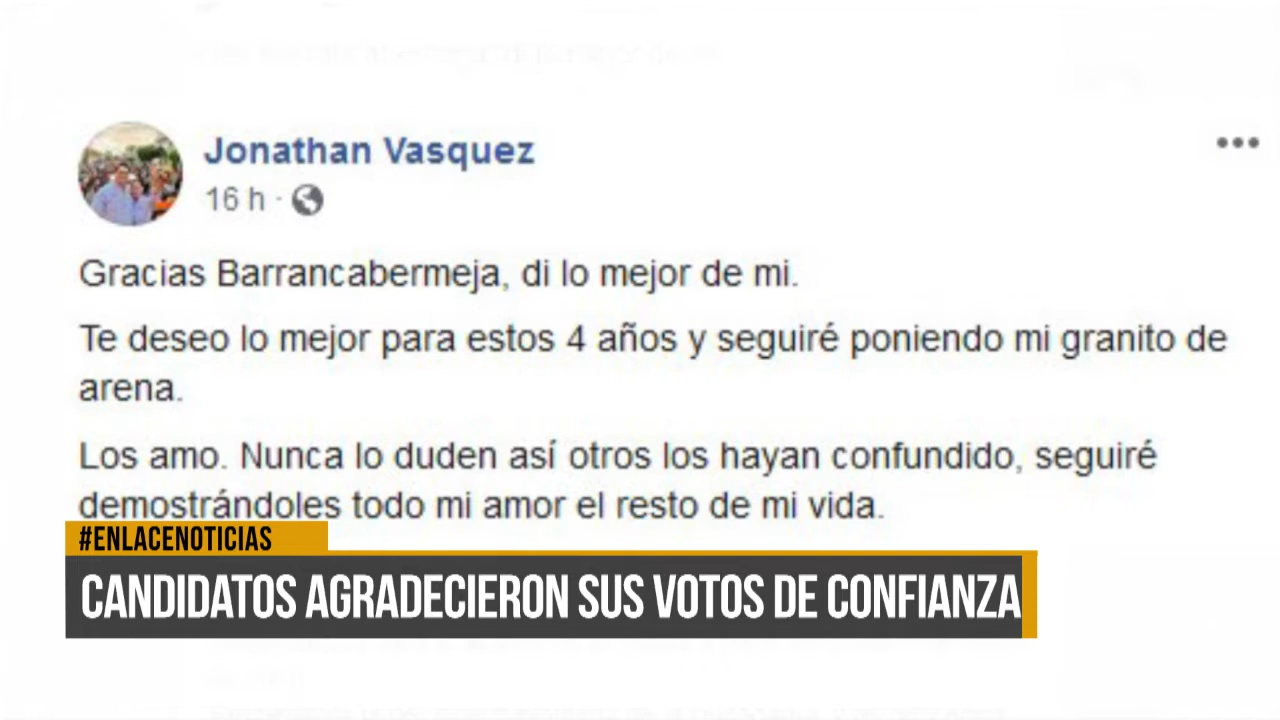 Jonathan Vasquez
16 h ·
Gracias Barrancabermeja, di lo mejor de mi.
Te deseo lo mejor para estos 4 años y seguiré poniendo mi granito de
arena.
Los amo. Nunca lo duden así otros los hayan confundido, seguiré
demostrándoles todo mi amor el resto de mi vida.
#ENLACENOTICIAS
CANDIDATOS AGRADECIERON SUS VOTOS DE CONFIANZA